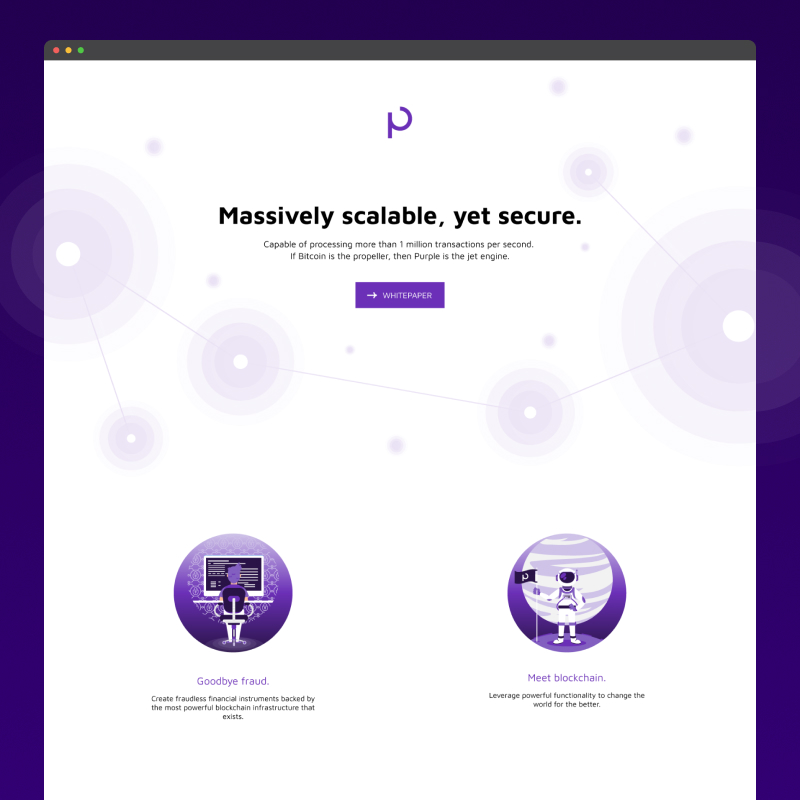 Massively scalable, yet secure.
Capable of processing more than 1 million transactions per second.
If Bitcoin is the propeller, then Purple is the jet engine.
WHITEPAPER
Goodbye fraud.
Create fraudless financial instruments backed by
the most powerful blockchain infrastructure that
exists.
Meet blockchain.
Leverage powerful functionality to change the
world for the better.